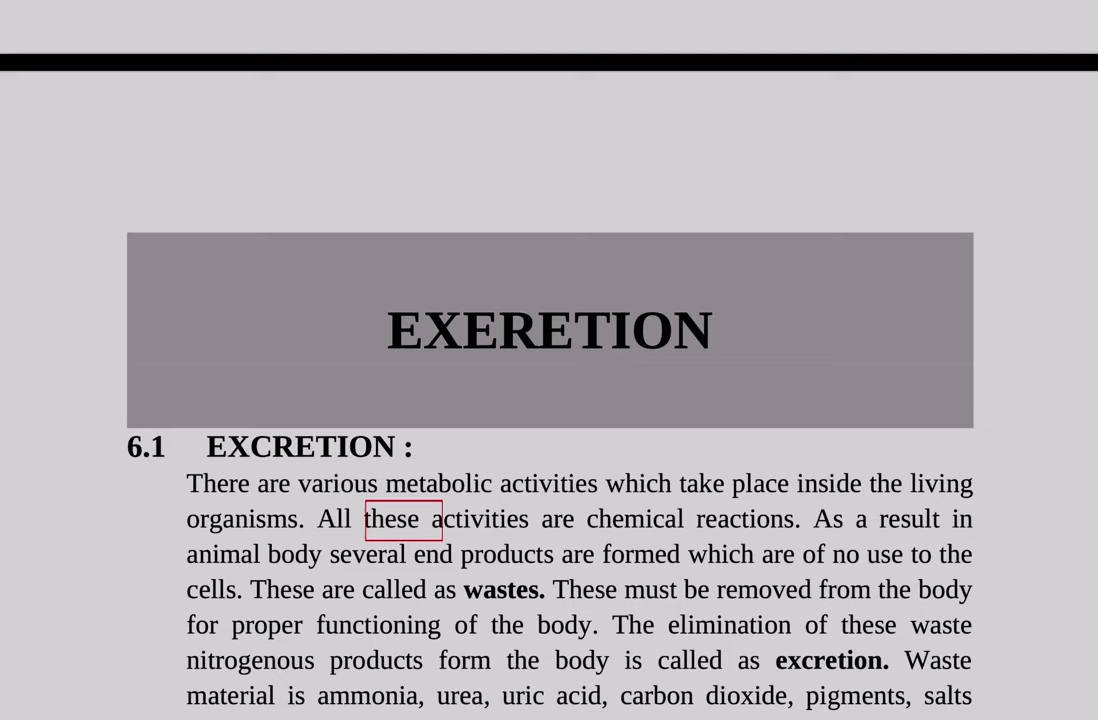 EXERETION
6.1 EXCRETION :
There are various metabolic activities which take place inside the living
organisms. All these activities are chemical reactions. As a result in
animal body several end products are formed which are of no use to the
cells. These are called as wastes. These must be removed from the body
for proper functioning of the body. The elimination of these waste
nitrogenous products form the body is called as excretion. Waste
material is ammonia, urea, uric acid, carbon dioxide, pigments, salts